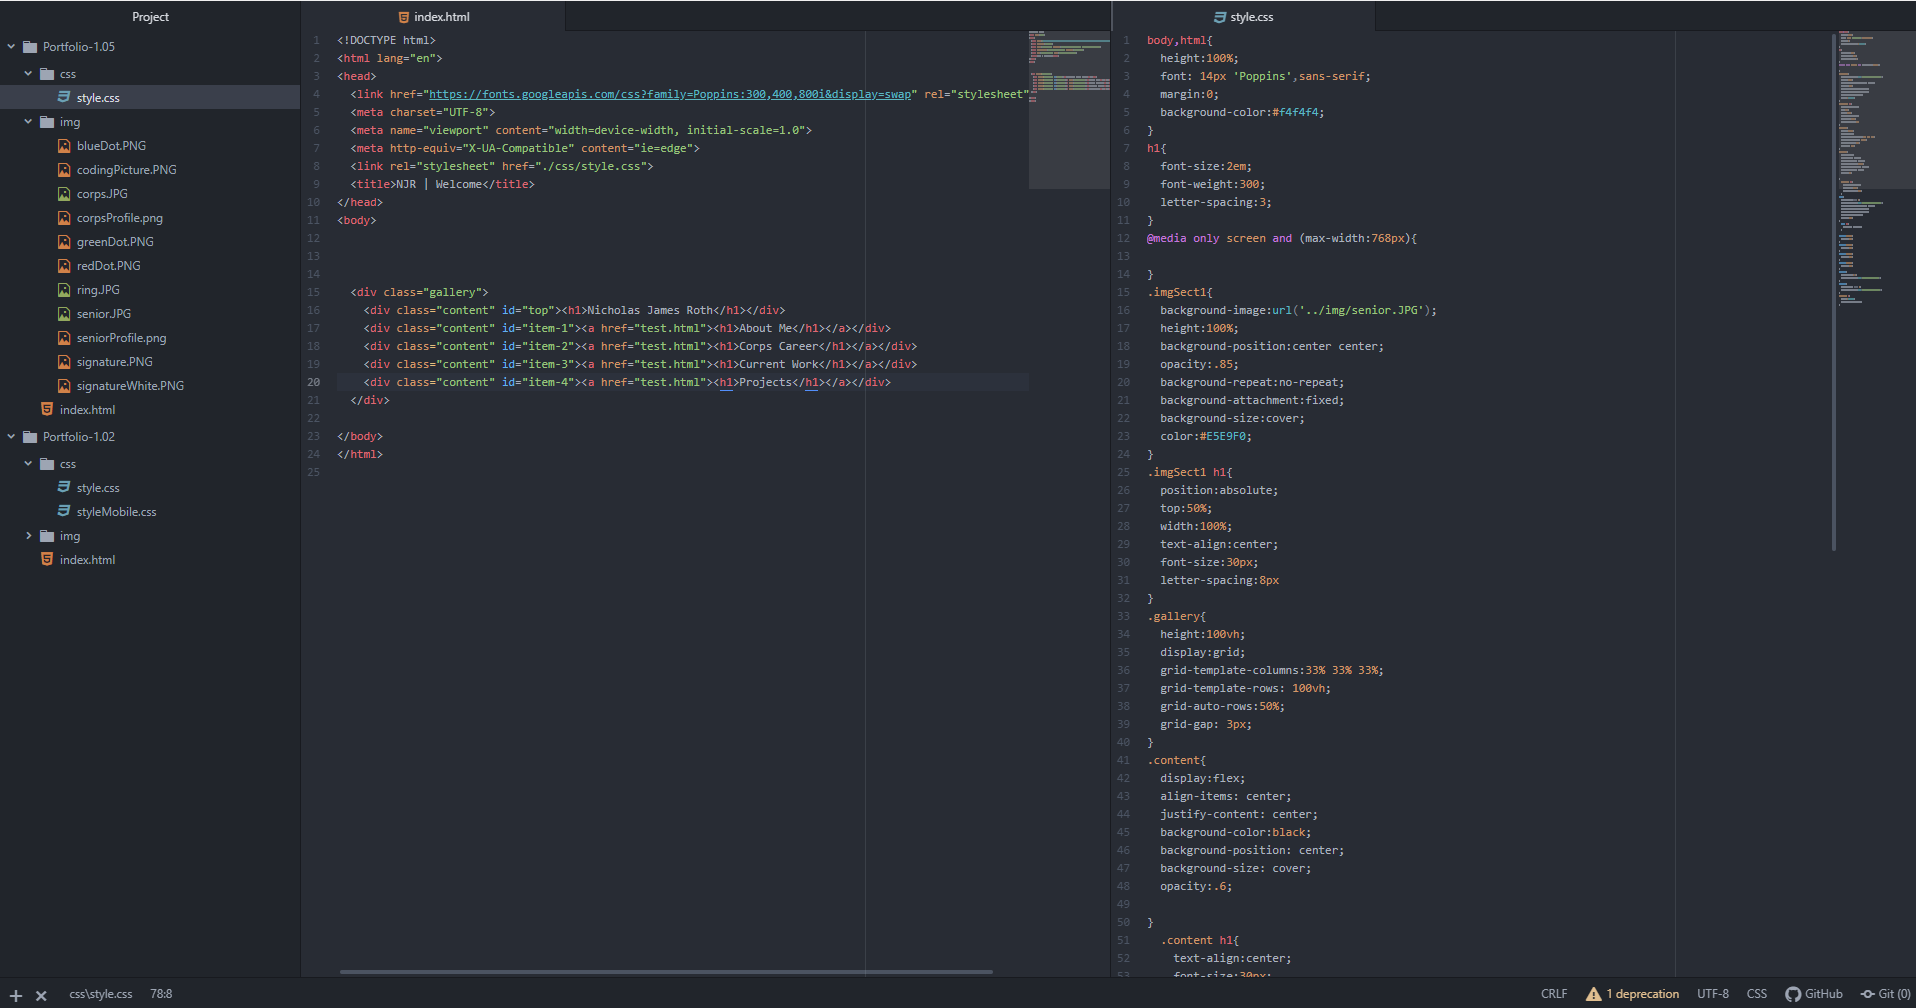 Project
Portfolio-1.05
css
style.css
img
blueDot.PNG
codingPicture.PNG
corps.JPG
corpsProfile.png
greenDot.PNG
redDot.PNG
ring.JPG
senior.JPG
seniorProfile.png
signature.PNG
signatureWhite.PNG
index.html
Portfolio-1.02
css
style.css
styleMobile.css
img
index.html
index.html
1 <!DOCTYPE html>
2 <html lang="en">
3 <head>
4 <link href="https://fonts.googleapis.com/css?family=Poppins:300,400,800i&display=swap" rel="stylesheet"
5 <meta charset="UTF-8">
6 <meta name="viewport" content="width=device-width, initial-scale=1.0">
7 <meta http-equiv="X-UA-Compatible" content="ie=edge">
8 <link rel="stylesheet" href="./css/style.css">
9 <title>NJR | Welcome</title>
10 </head>
11 <body>
12
13
14
15 <div class="gallery">
16 <div class="content" id="top"><h1>Nicholas James Roth</h1></div>
17 <div class="content" id="item-1"><a href="test.html"><h1>About Me</h1></a></div>
18 <div class="content" id="item-2"><a href="test.html"><h1>Corps Career</h1></a></div>
19 <div class="content" id="item-3"><a href="test.html"><h1>Current Work</h1></a></div>
20 <div class="content" id="item-4"><a href="test.html"><h1>Projects</h1></a></div>
21 </div>
22
23 </body>
24 </html>
25
style.css
1 body,html{
2 height:100%;
3 font: 14px 'Poppins',sans-serif;
4 margin:0;
5 background-color:#f4f4f4;
6 }
7 h1{
8 font-size:2em;
9 font-weight:300;
10 letter-spacing:3;
11 }
12 @media only screen and (max-width:768px){
13
14 }
15 .imgSect1{
16 background-image:url('../img/senior.JPG');
17 height:100%;
18 background-position:center center;
19 opacity:.85;
20 background-repeat:no-repeat;
21 background-attachment:fixed;
22 background-size:cover;
23 color:#E5E9F0;
24 }
25 .imgSect1 h1{
26 position:absolute;
27 top:50%;
28 width:100%;
29 text-align:center;
30 font-size:30px;
31 letter-spacing:8px
32 }
33 .gallery{
34 height:100vh;
35 display:grid;
36 grid-template-columns:33% 33% 33%;
37 grid-template-rows: 100vh;
38 grid-auto-rows:50%;
39 grid-gap: 3px;
40 }
41 .content{
42 display:flex;
43 align-items: center;
44 justify-content: center;
45 background-color:black;
46 background-position: center;
47 background-size: cover;
48 opacity:.6;
49
50 }
51 .content h1{
52 text-align:center;
53 font-size:30px;
css\style.css 78:8 CRLF 1 deprecation UTF-8 CSS GitHub Git (0)